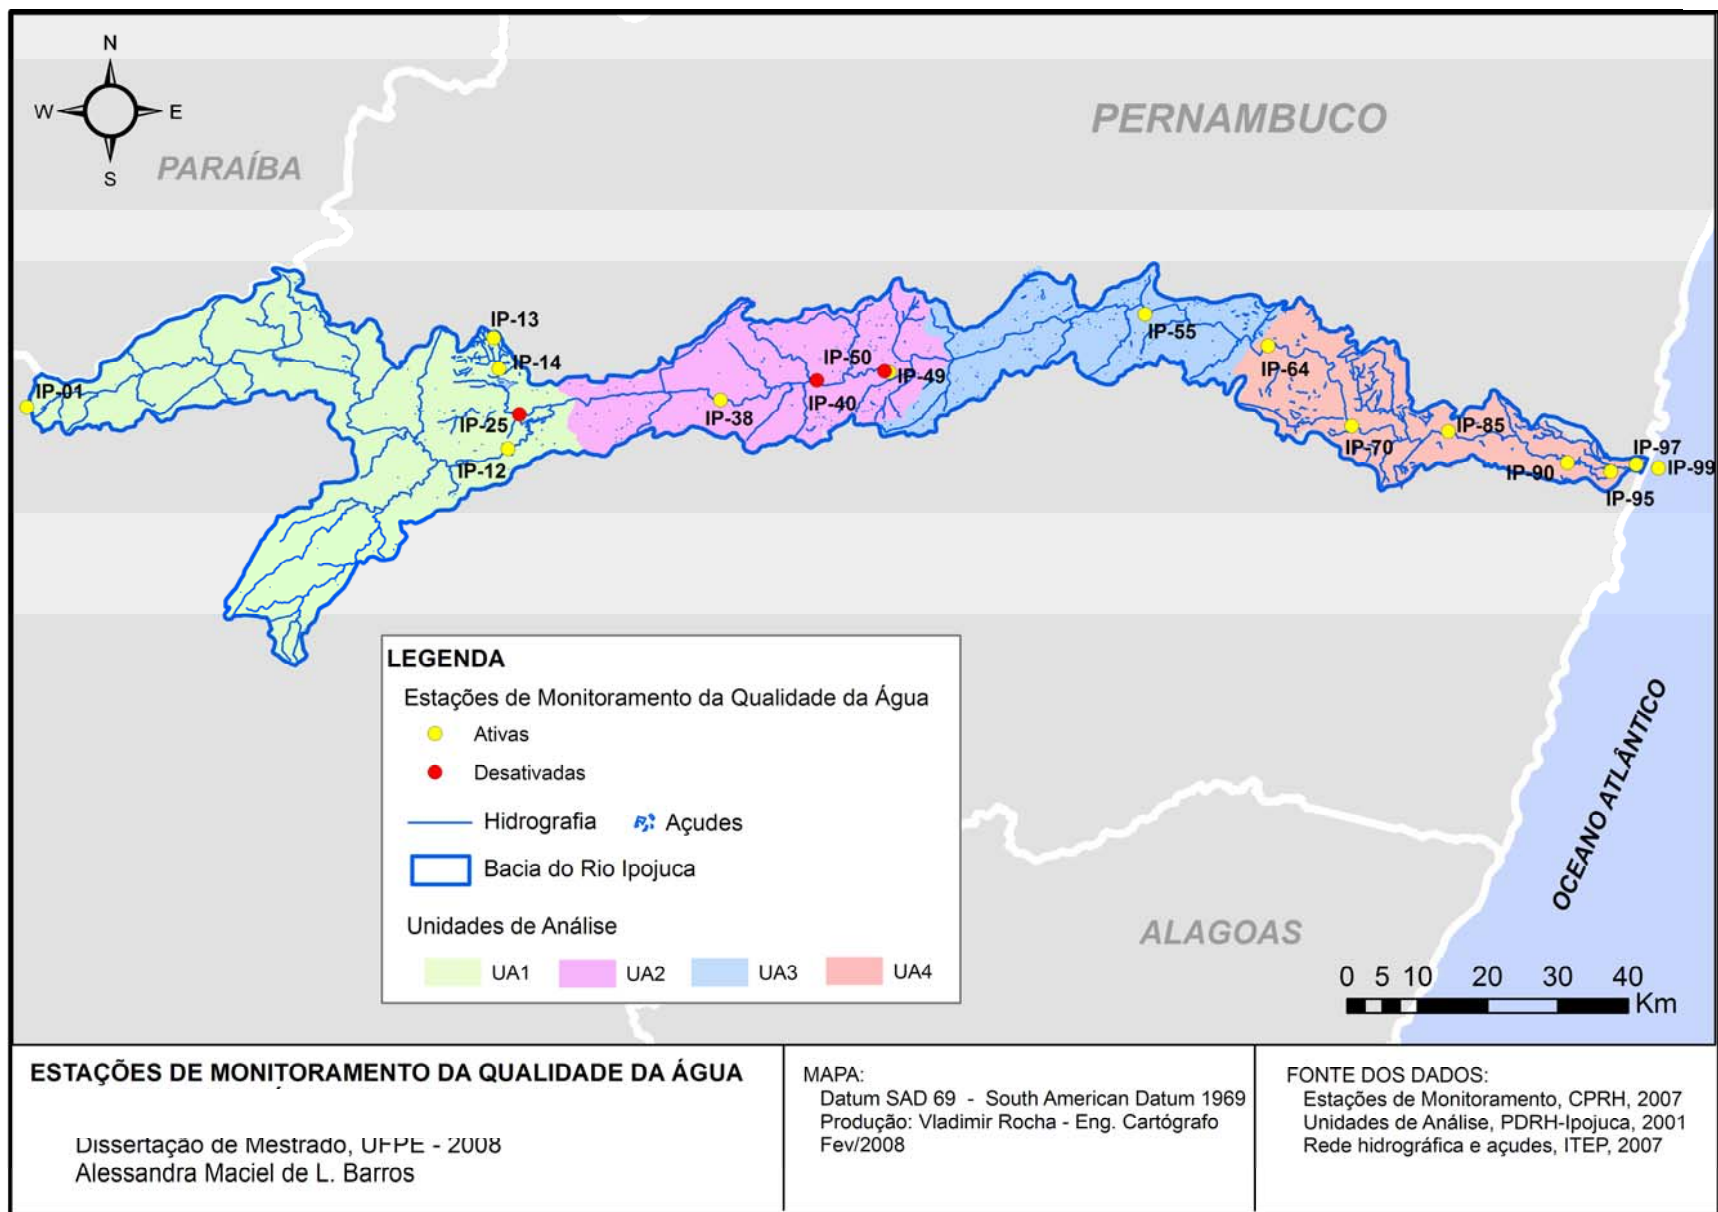 N
W E
S
PARAÍBA
PERNAMBUCO
IP-01
IP-13
IP-14
IP-25
IP-12
IP-38
IP-50
IP-49
IP-40
IP-55
IP-64
IP-70
IP-85
IP-90
IP-97
IP-99
IP-95
OCEANO ATLÂNTICO
ALAGOAS
LEGENDA
Estações de Monitoramento da Qualidade da Água
Ativas
Desativadas
Hidrografia Açudes
Bacia do Rio Ipojuca
Unidades de Análise
UA1 UA2 UA3 UA4
0 5 10 20 30 40
Km
ESTAÇÕES DE MONITORAMENTO DA QUALIDADE DA ÁGUA
Dissertação de Mestrado, UFPE - 2008
Alessandra Maciel de L. Barros
MAPA:
Datum SAD 69 - South American Datum 1969
Produção: Vladimir Rocha - Eng. Cartógrafo
Fev/2008
FONTE DOS DADOS:
Estações de Monitoramento, CPRH, 2007
Unidades de Análise, PDRH-Ipojuca, 2001
Rede hidrográfica e açudes, ITEP, 2007